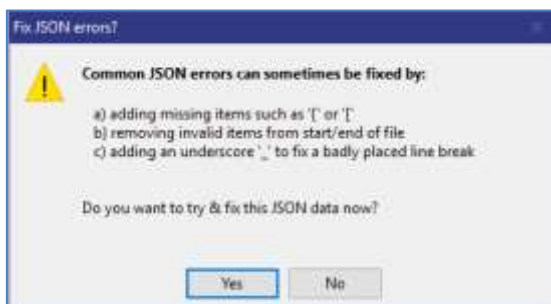 Fix JSON errors?
Common JSON errors can sometimes be fixed by:
a) adding missing items such as '[' or '['
b) removing invalid items from start/end of file
c) adding an underscore '_' to fix a badly placed line break
Do you want to try & fix this JSON data now?
Yes
No